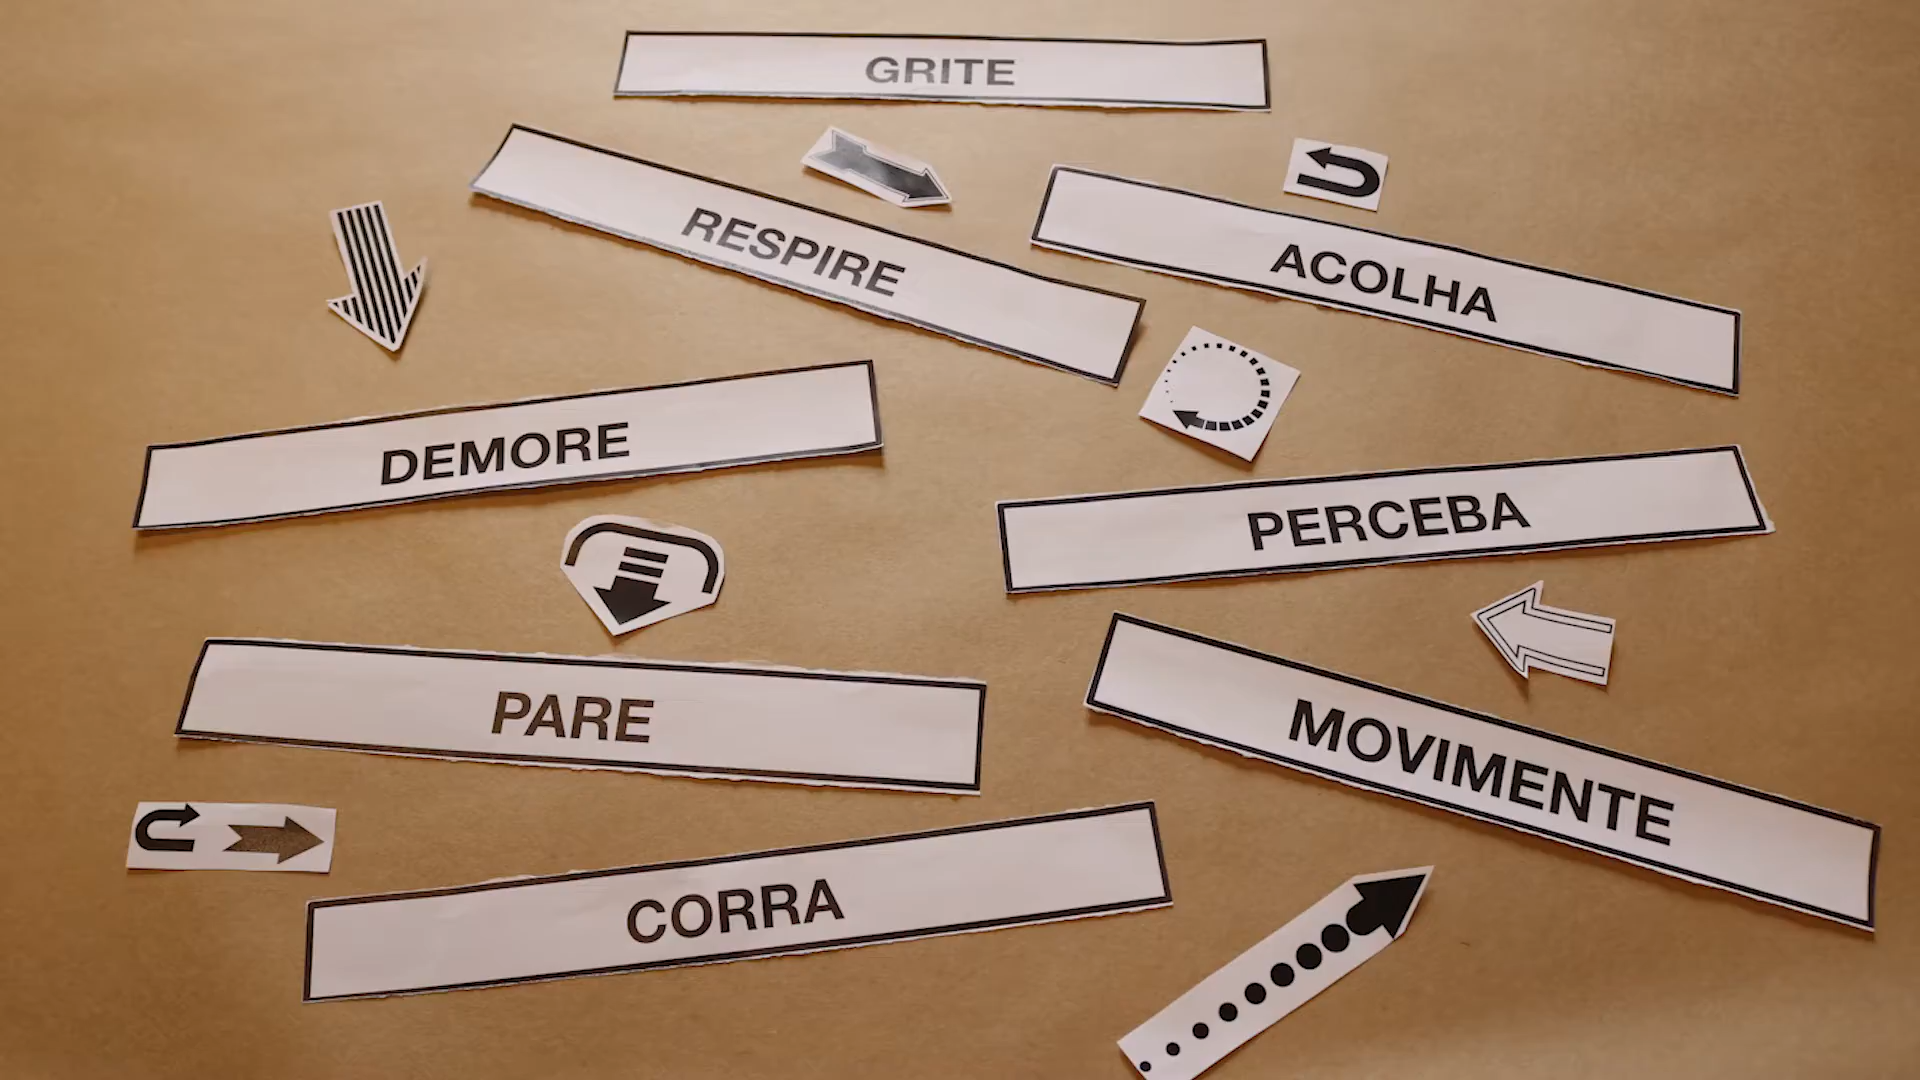 GRITE
RESPIRE
ACOLHA
DEMORE
PERCEBA
PARE
MOVIMENTE
CORRA